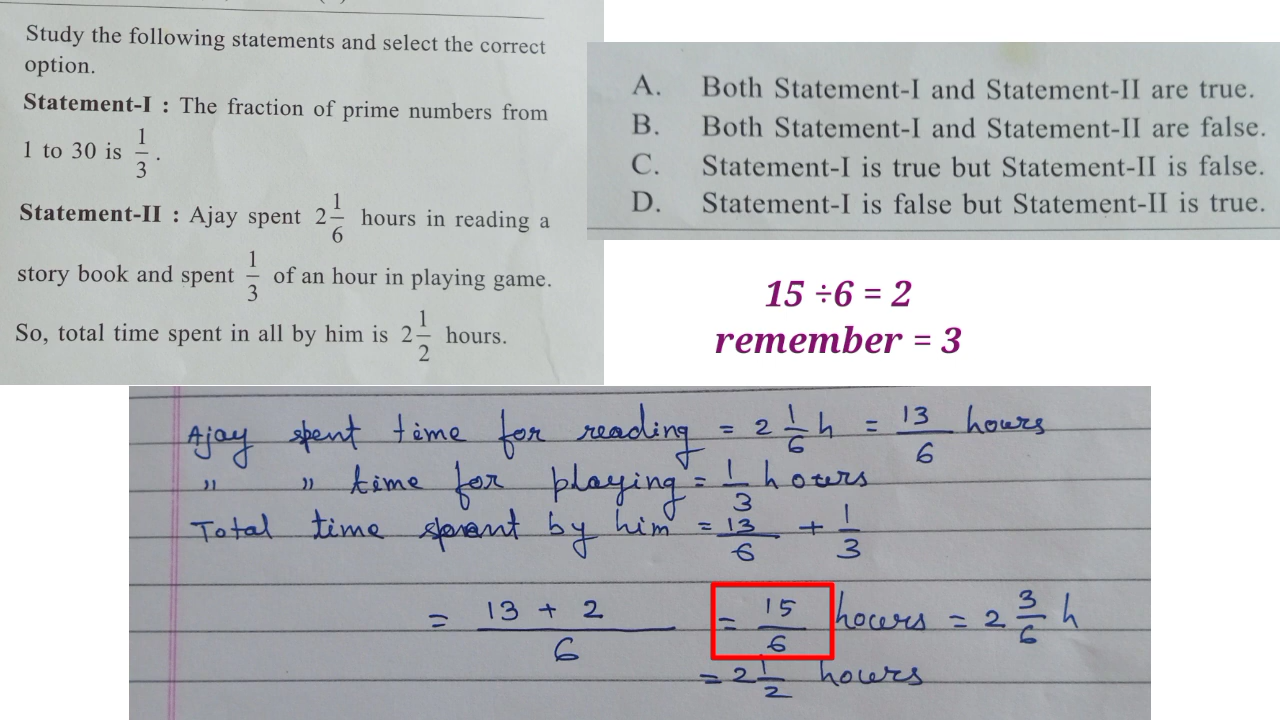 Study the following statements and select the correct
option.
Statement-I : The fraction of prime numbers from
1 to 30 is 1/3.
Statement-II : Ajay spent 2 1/6 hours in reading a
story book and spent 1/3 of an hour in playing game.
So, total time spent in all by him is 2 1/2 hours.
A. Both Statement-I and Statement-II are true.
B. Both Statement-I and Statement-II are false.
C. Statement-I is true but Statement-II is false.
D. Statement-I is false but Statement-II is true.
15 ÷6 = 2
remember = 3
Ajay spent time for reading = 2 1/6 h = 13/6 hours
" " time for playing = 1/3 hours
Total time spent by him = 13/6 + 1/3
= 13 + 2 / 6 = 15/6 hours = 2 3/6 h
= 2 1/2 hours